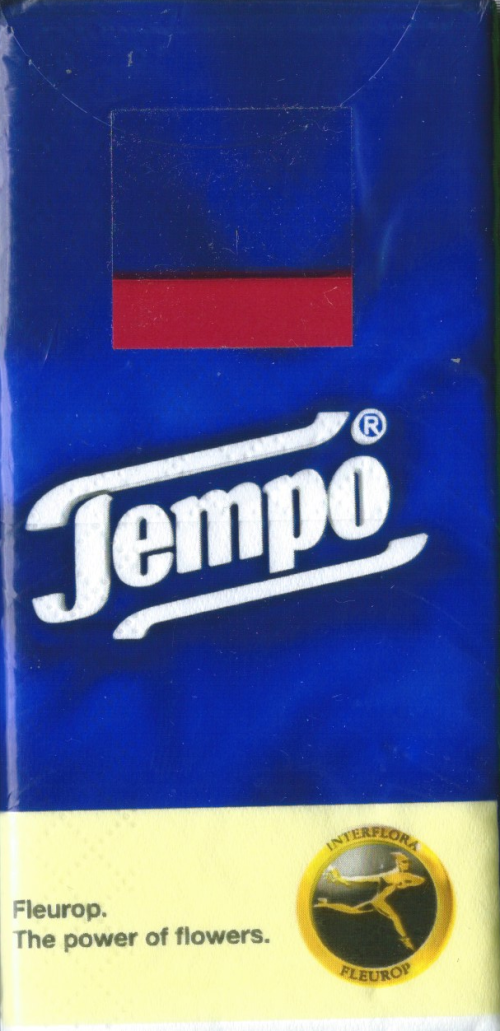 Tempo®
Fleurop.
The power of flowers.
INTERFLORA
FLEUROP